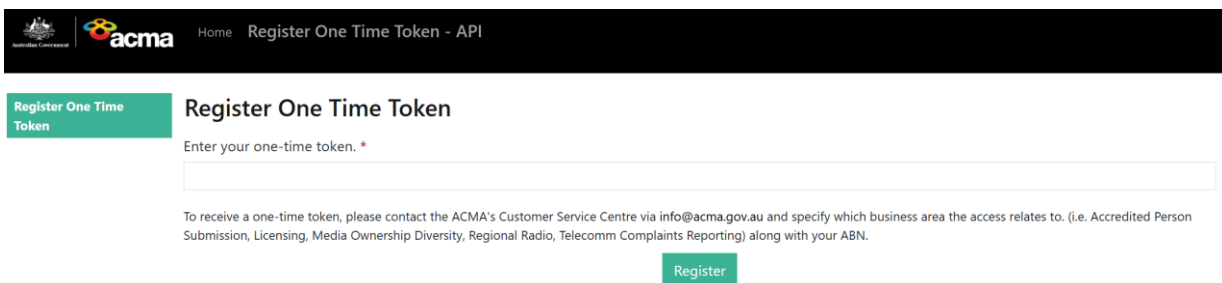 Australian Government
acma
Home Register One Time Token - API
Register One Time
Token
Register One Time Token
Enter your one-time token. *
To receive a one-time token, please contact the ACMA's Customer Service Centre via info@acma.gov.au and specify which business area the access relates to. (i.e. Accredited Person
Submission, Licensing, Media Ownership Diversity, Regional Radio, Telecomm Complaints Reporting) along with your ABN.
Register